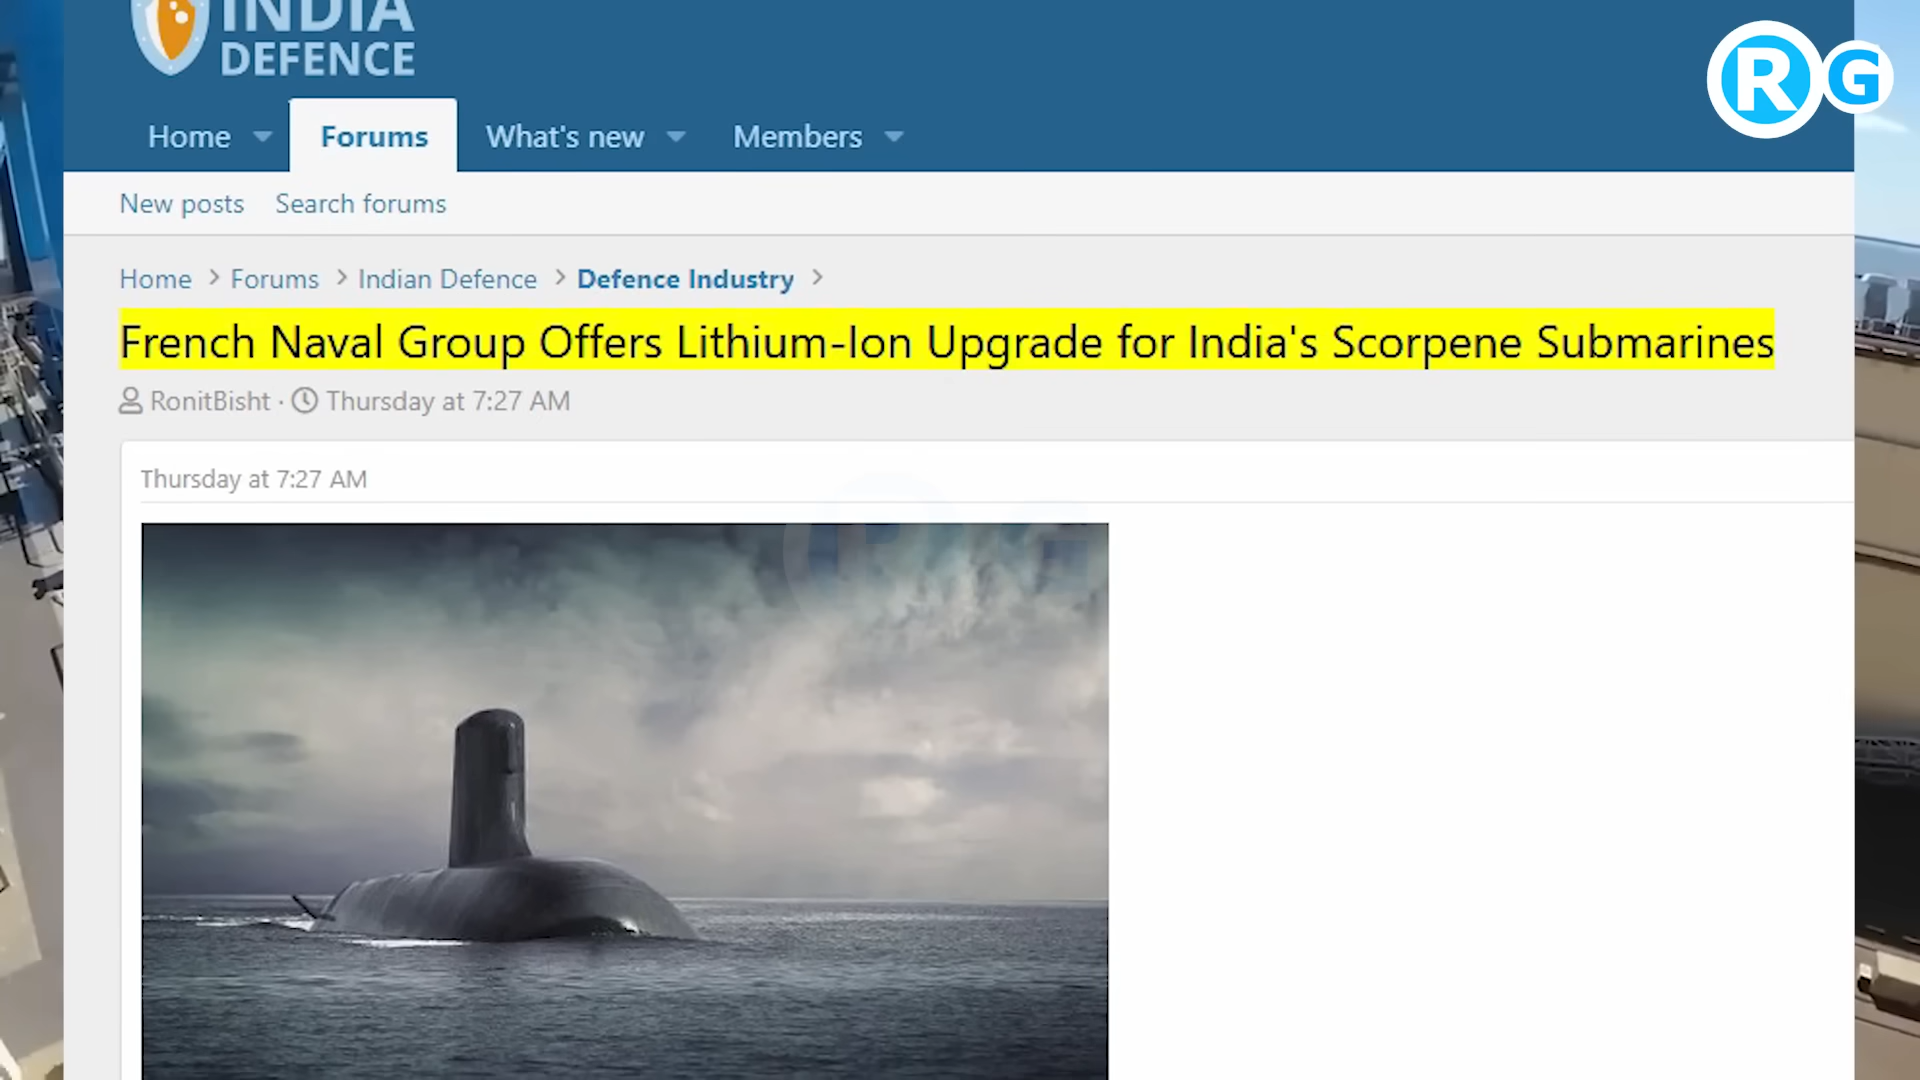 INDIA
DEFENCE
RG
Home
Forums
What's new
Members
New posts
Search forums
Home > Forums > Indian Defence > Defence Industry >
French Naval Group Offers Lithium-Ion Upgrade for India's Scorpene Submarines
RonitBisht · Thursday at 7:27 AM
Thursday at 7:27 AM
RG